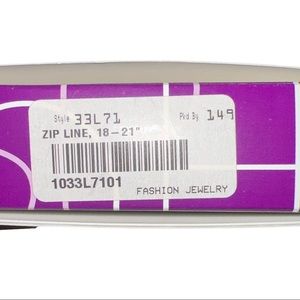 Style 33L71 Pkd By. 149
ZIP LINE, 18-21"
1033L7101
FASHION JEWELRY